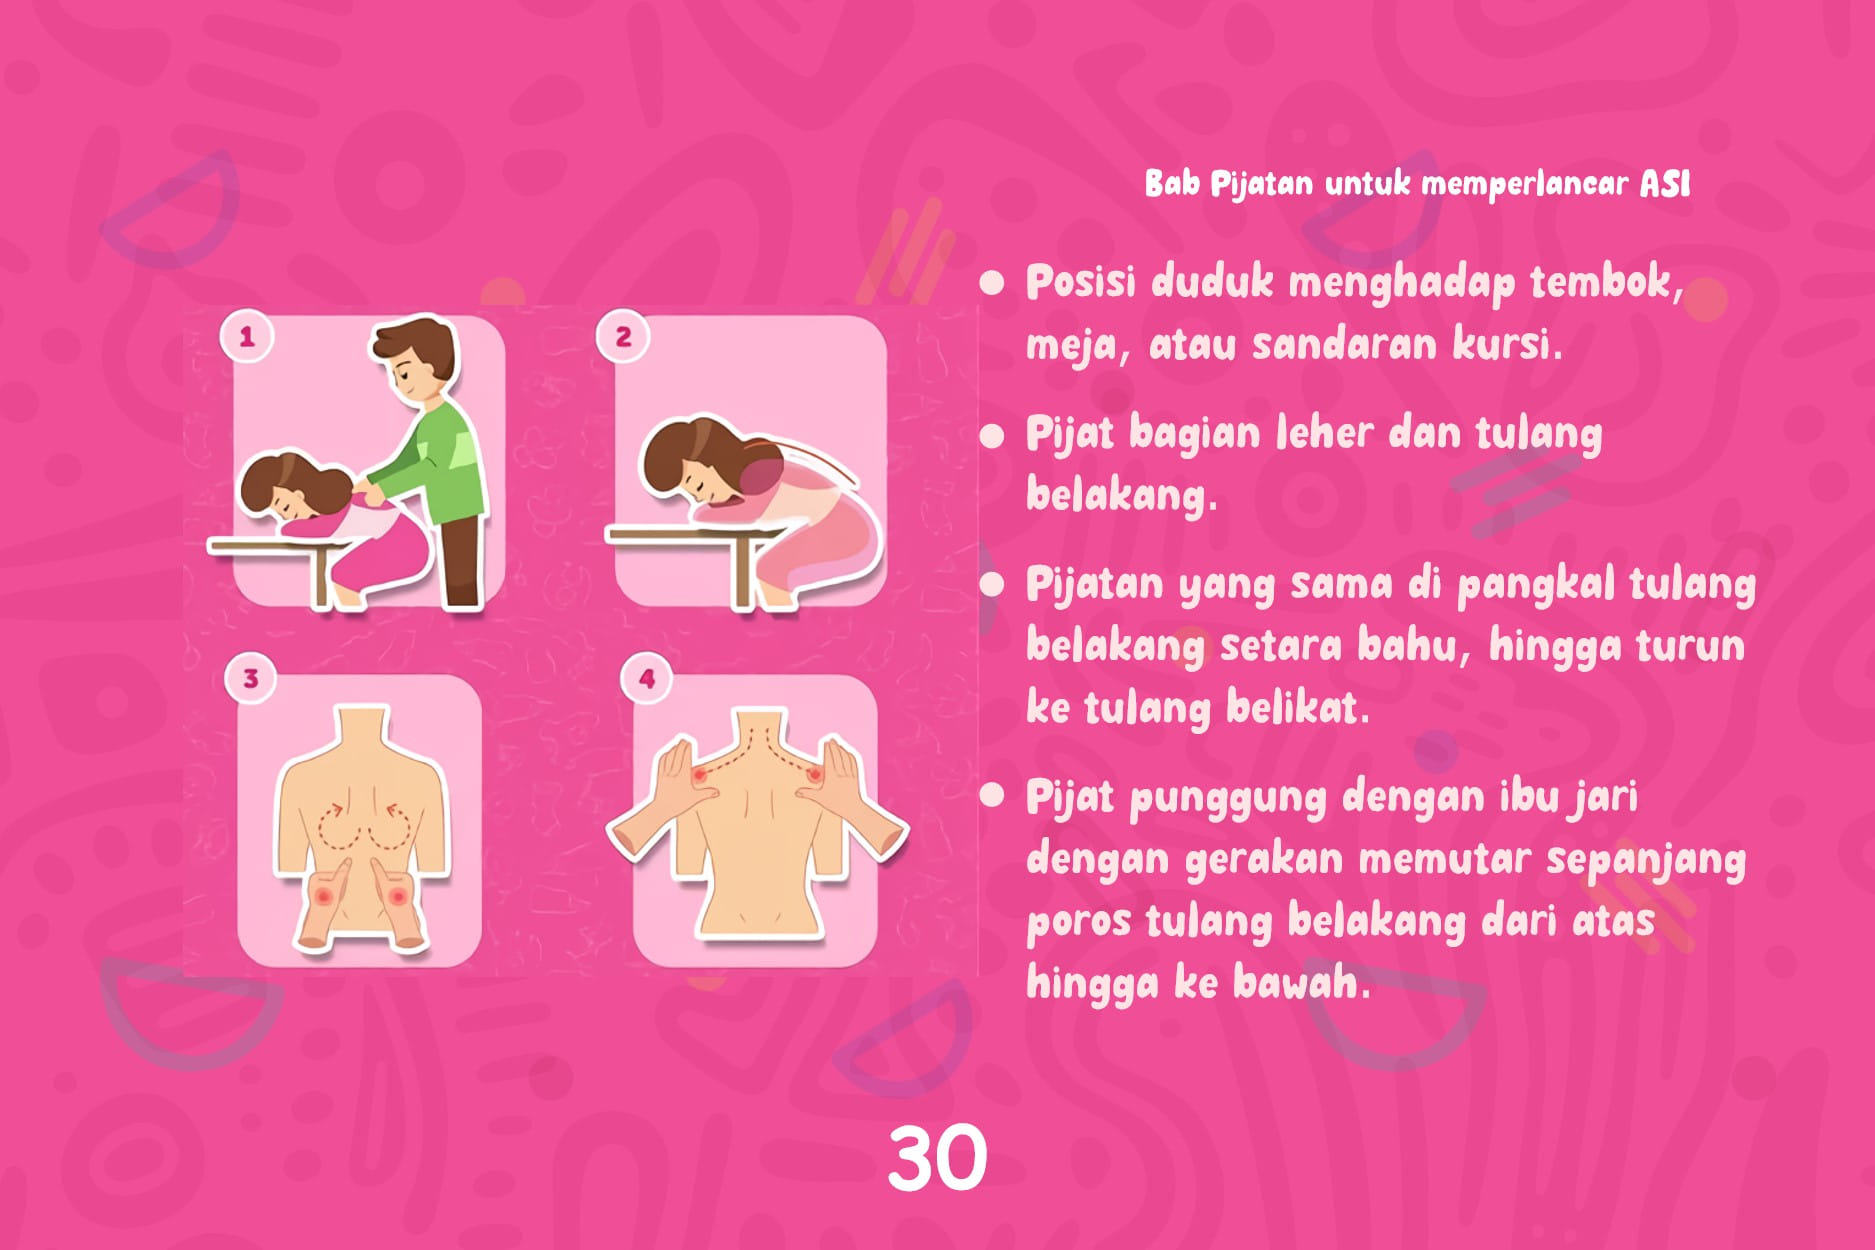 Bab Pijatan untuk memperlancar ASI
1
2
3
4
• Posisi duduk menghadap tembok,
meja, atau sandaran kursi.
• Pijat bagian leher dan tulang
belakang.
• Pijatan yang sama di pangkal tulang
belakang setara bahu, hingga turun
ke tulang belikat.
• Pijat punggung dengan ibu jari
dengan gerakan memutar sepanjang
poros tulang belakang dari atas
hingga ke bawah.
30